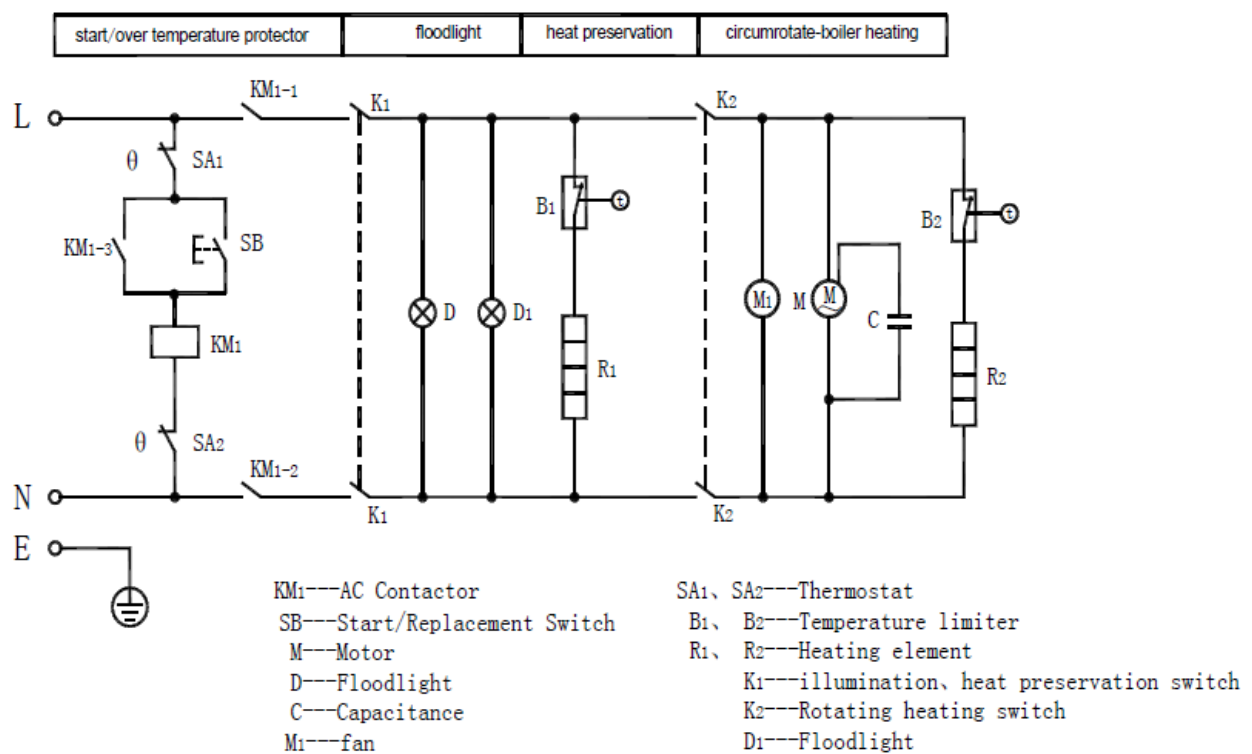 start/over temperature protector floodlight heat preservation circumrotate-boiler heating
KM1-1 K1 K2
L
θ SA1
B1 t B2 t
KM1-3 SB
M1 M M
D D1 C
KM1 R1 R2
θ SA2
KM1-2
N K1 K2
E
KM1---AC Contactor SA1、SA2---Thermostat
SB---Start/Replacement Switch B1、 B2---Temperature limiter
M---Motor R1、 R2---Heating element
D---Floodlight K1---illumination、heat preservation switch
C---Capacitance K2---Rotating heating switch
M1---fan D1---Floodlight